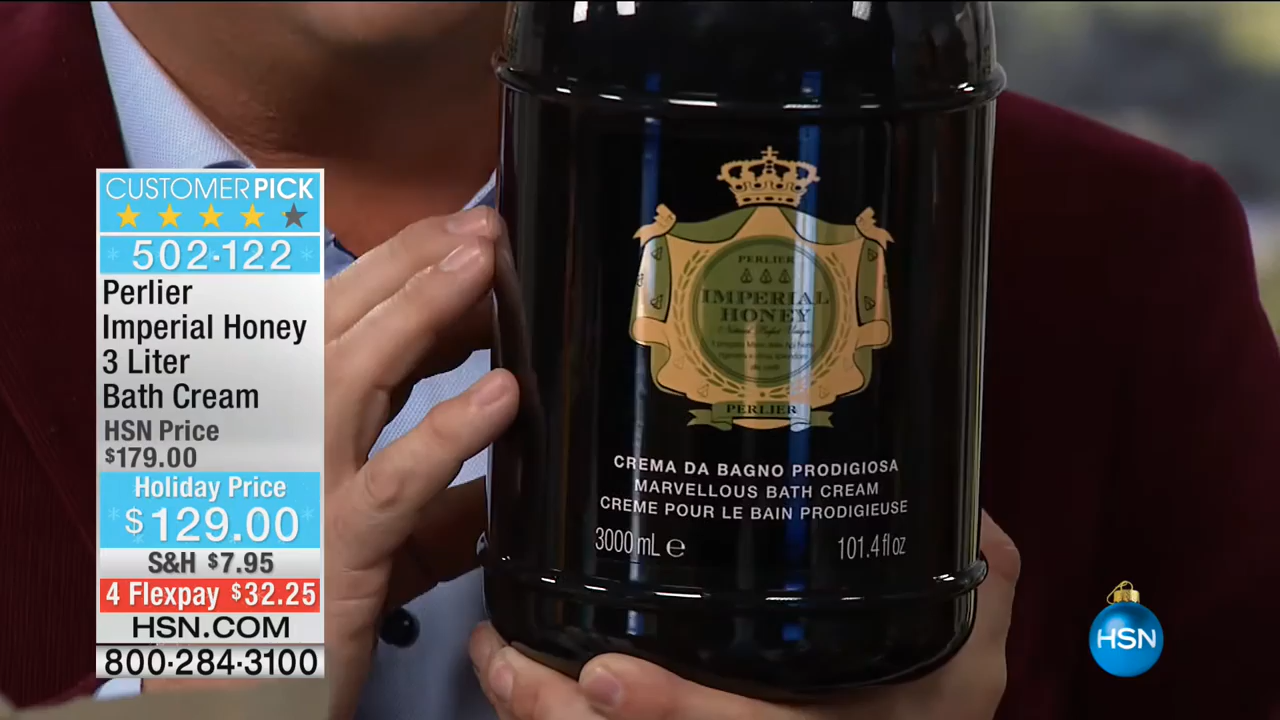 CUSTOMER PICK
502·122
Perlier
Imperial Honey
3 Liter
Bath Cream
HSN Price
$179.00
Holiday Price
$129.00
S&H $7.95
4 Flexpay $32.25
HSN.COM
800·284·3100
PERLIER
IMPERIAL
HONEY
PERLIER
CREMA DA BAGNO PRODIGIOSA
MARVELLOUS BATH CREAM
CREME POUR LE BAIN PRODIGIEUSE
3000 mL ℮ 101.4 fl oz
HSN